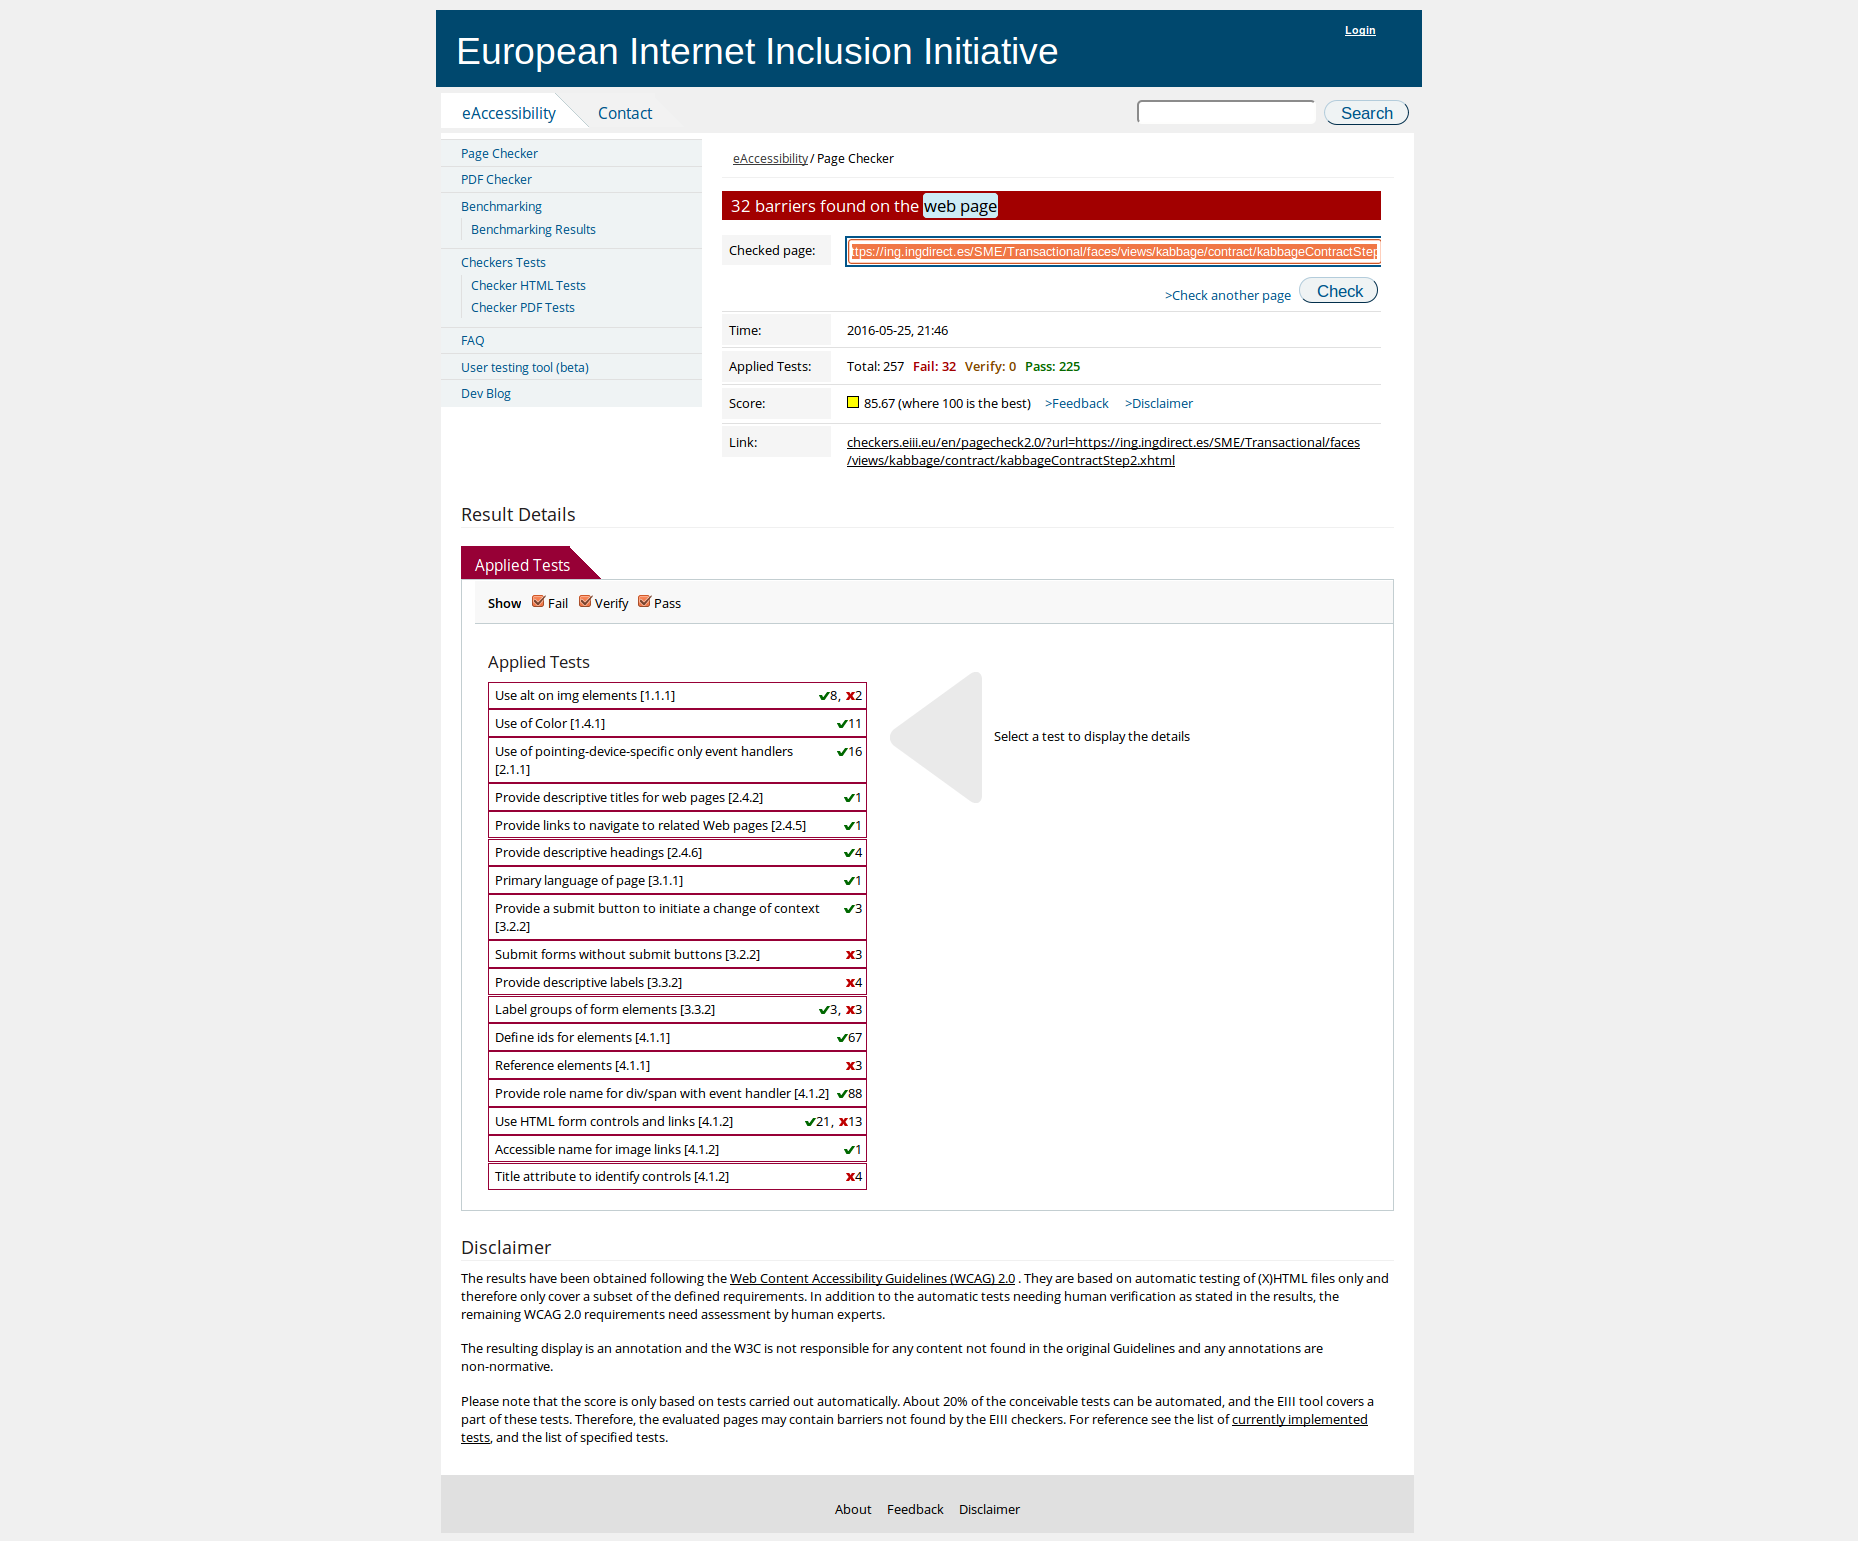 Login
European Internet Inclusion Initiative
eAccessibility
Contact
Search
Page Checker
PDF Checker
Benchmarking
Benchmarking Results
Checkers Tests
Checker HTML Tests
Checker PDF Tests
FAQ
User testing tool (beta)
Dev Blog
eAccessibility / Page Checker
32 barriers found on the web page
Checked page: ttps://ing.ingdirect.es/SME/Transactional/faces/views/kabbage/contract/kabbageContractStep
>Check another page Check
Time: 2016-05-25, 21:46
Applied Tests: Total: 257 Fail: 32 Verify: 0 Pass: 225
Score: 85.67 (where 100 is the best) >Feedback >Disclaimer
Link: checkers.eiii.eu/en/pagecheck2.0/?url=https://ing.ingdirect.es/SME/Transactional/faces
/views/kabbage/contract/kabbageContractStep2.xhtml
Result Details
Applied Tests
Show Fail Verify Pass
Applied Tests
Use alt on img elements [1.1.1] 8, 2
Use of Color [1.4.1] 11
Use of pointing-device-specific only event handlers 16
[2.1.1]
Provide descriptive titles for web pages [2.4.2] 1
Provide links to navigate to related Web pages [2.4.5] 1
Provide descriptive headings [2.4.6] 4
Primary language of page [3.1.1] 1
Provide a submit button to initiate a change of context 3
[3.2.2]
Submit forms without submit buttons [3.2.2] 3
Provide descriptive labels [3.3.2] 4
Label groups of form elements [3.3.2] 3, 3
Define ids for elements [4.1.1] 67
Reference elements [4.1.1] 3
Provide role name for div/span with event handler [4.1.2] 88
Use HTML form controls and links [4.1.2] 21, 13
Accessible name for image links [4.1.2] 1
Title attribute to identify controls [4.1.2] 4
Select a test to display the details
Disclaimer
The results have been obtained following the Web Content Accessibility Guidelines (WCAG) 2.0 . They are based on automatic testing of (X)HTML files only and
therefore only cover a subset of the defined requirements. In addition to the automatic tests needing human verification as stated in the results, the
remaining WCAG 2.0 requirements need assessment by human experts.
The resulting display is an annotation and the W3C is not responsible for any content not found in the original Guidelines and any annotations are
non-normative.
Please note that the score is only based on tests carried out automatically. About 20% of the conceivable tests can be automated, and the EIII tool covers a
part of these tests. Therefore, the evaluated pages may contain barriers not found by the EIII checkers. For reference see the list of currently implemented
tests, and the list of specified tests.
About Feedback Disclaimer